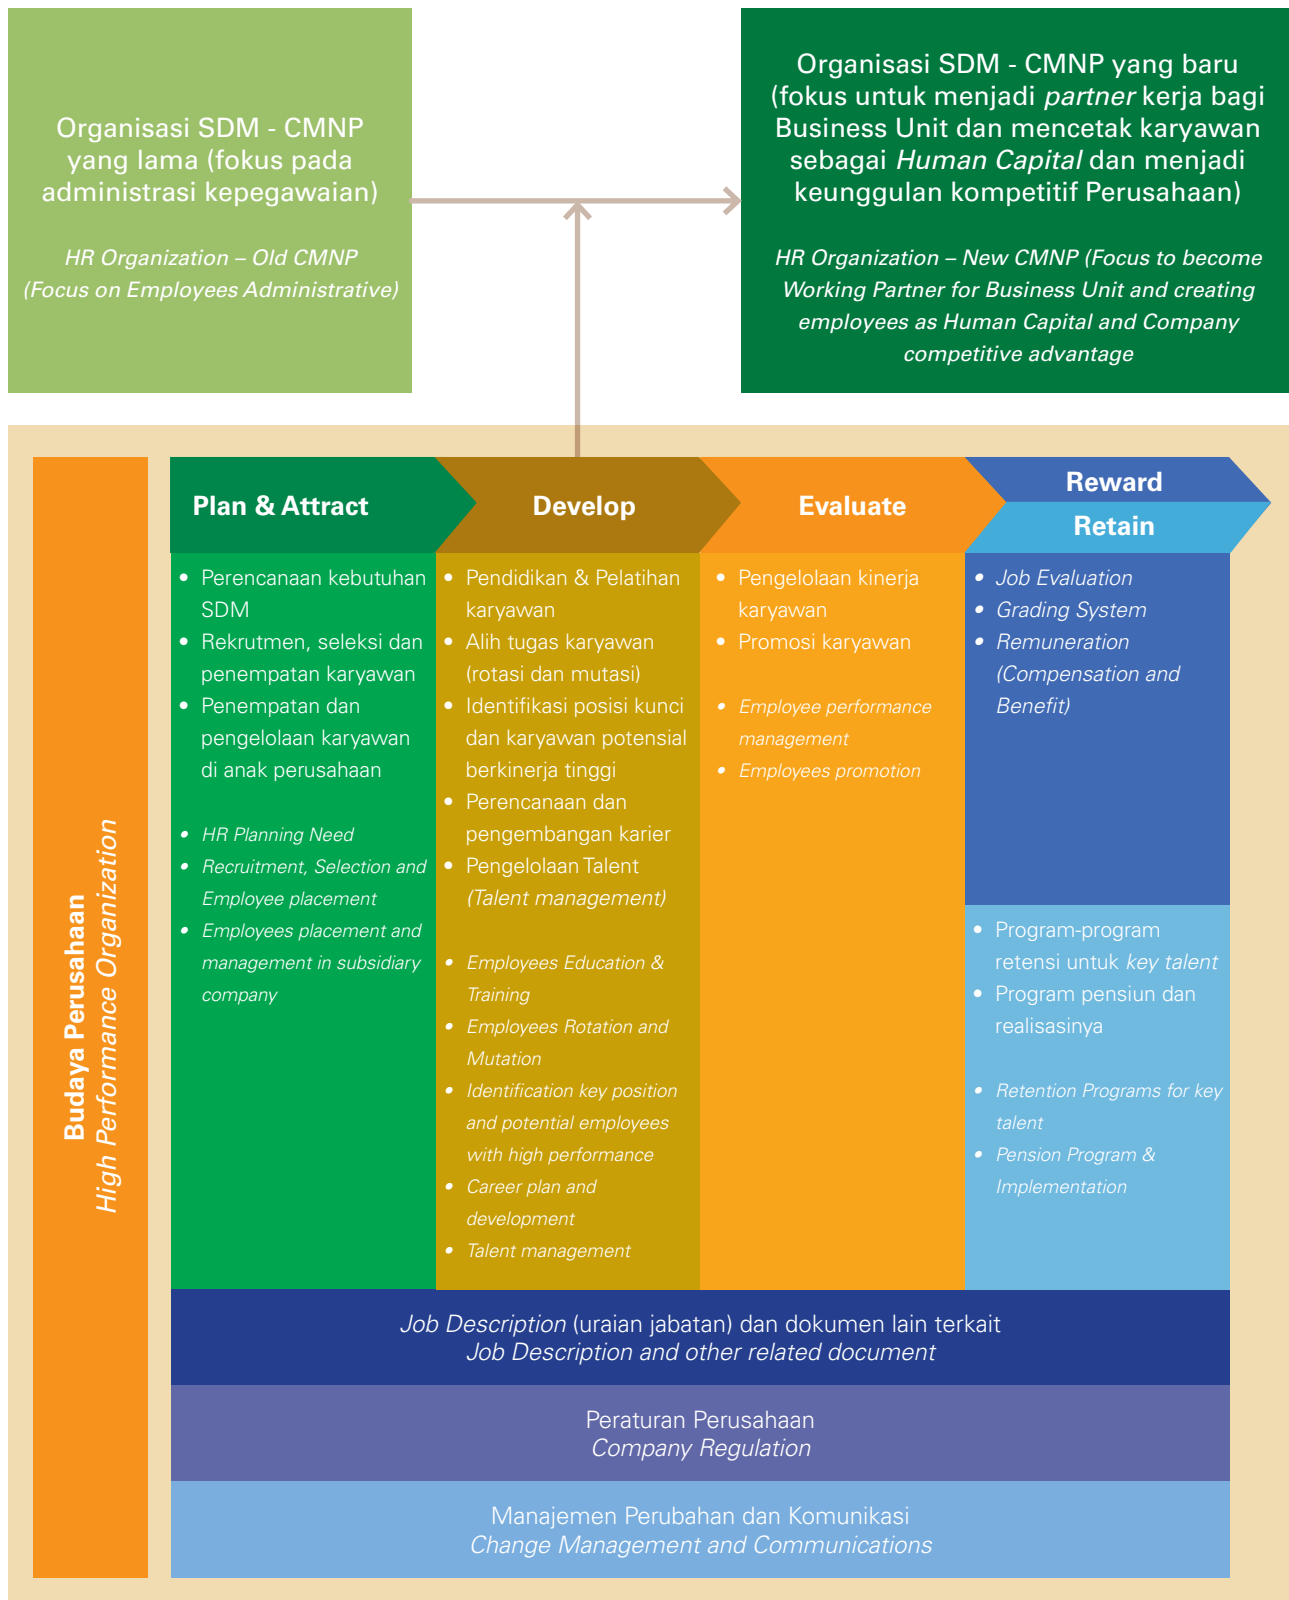 Organisasi SDM - CMNP
yang lama (fokus pada
administrasi kepegawaian)
HR Organization – Old CMNP
(Focus on Employees Administrative)
Organisasi SDM - CMNP yang baru
(fokus untuk menjadi partner kerja bagi
Business Unit dan mencetak karyawan
sebagai Human Capital dan menjadi
keunggulan kompetitif Perusahaan)
HR Organization – New CMNP (Focus to become
Working Partner for Business Unit and creating
employees as Human Capital and Company
competitive advantage
Budaya Perusahaan
High Performance Organization
Plan & Attract
• Perencanaan kebutuhan
SDM
• Rekrutmen, seleksi dan
penempatan karyawan
• Penempatan dan
pengelolaan karyawan
di anak perusahaan
• HR Planning Need
• Recruitment, Selection and
Employee placement
• Employees placement and
management in subsidiary
company
Develop
• Pendidikan & Pelatihan
karyawan
• Alih tugas karyawan
(rotasi dan mutasi)
• Identifikasi posisi kunci
dan karyawan potensial
berkinerja tinggi
• Perencanaan dan
pengembangan karier
• Pengelolaan Talent
(Talent management)
• Employees Education &
Training
• Employees Rotation and
Mutation
• Identification key position
and potential employees
with high performance
• Career plan and
development
• Talent management
Evaluate
• Pengelolaan kinerja
karyawan
• Promosi karyawan
• Employee performance
management
• Employees promotion
Reward
Retain
• Job Evaluation
• Grading System
• Remuneration
(Compensation and
Benefit)
• Program-program
retensi untuk key talent
• Program pensiun dan
realisasinya
• Retention Programs for key
talent
• Pension Program &
Implementation
Job Description (uraian jabatan) dan dokumen lain terkait
Job Description and other related document
Peraturan Perusahaan
Company Regulation
Manajemen Perubahan dan Komunikasi
Change Management and Communications